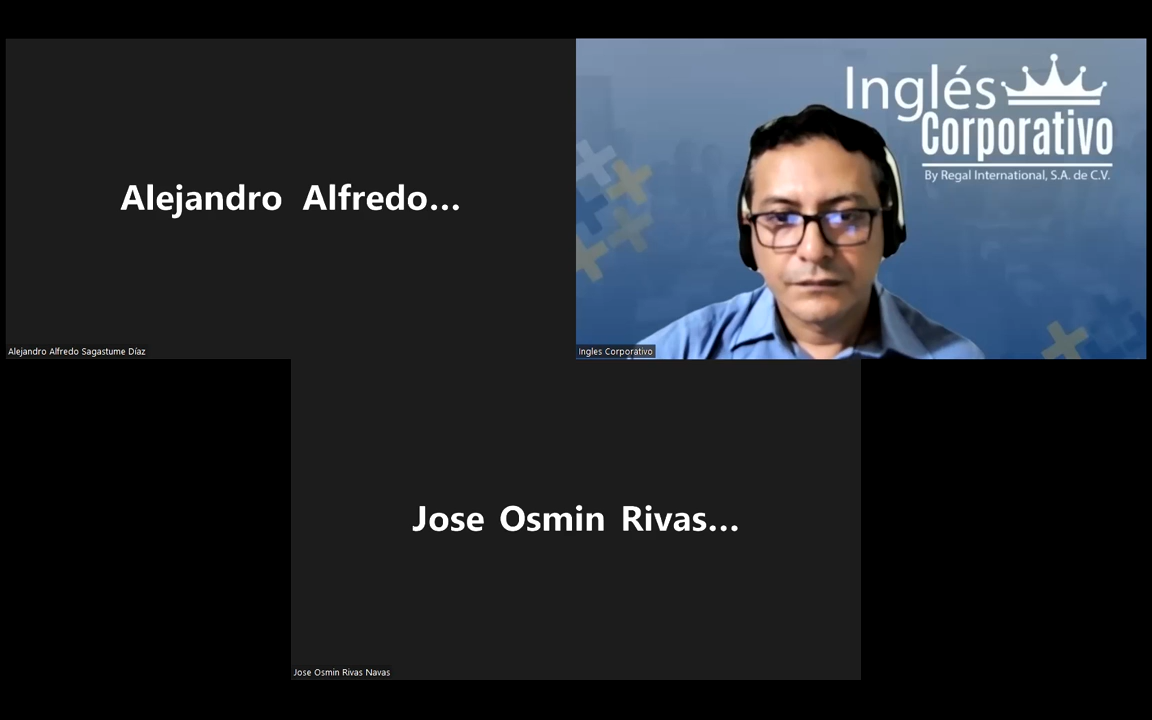 Alejandro Alfredo...
Alejandro Alfredo Sagastume Díaz
Inglés
Corporativo
By Regal International, S.A. de C.V.
Ingles Corporativo
Jose Osmin Rivas...
Jose Osmin Rivas Navas